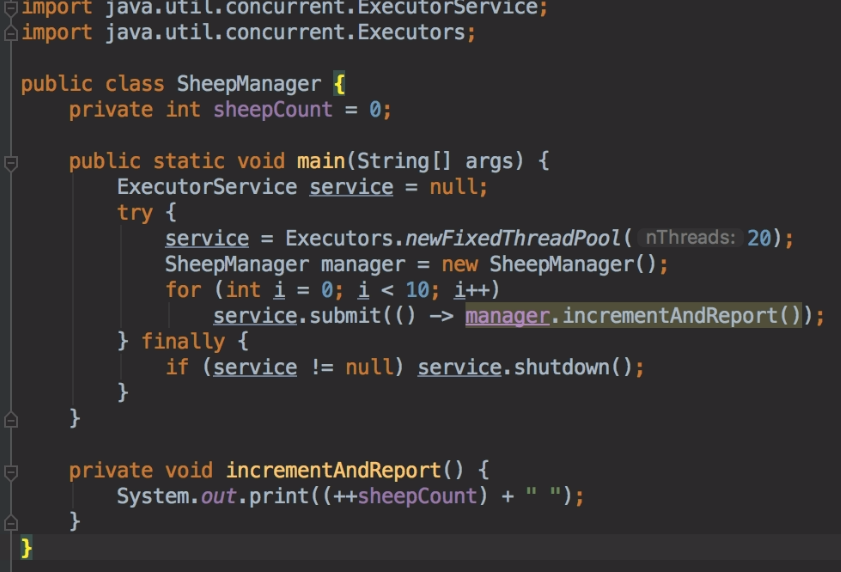 import java.util.concurrent.ExecutorService;
import java.util.concurrent.Executors;
public class SheepManager {
private int sheepCount = 0;
public static void main(String[] args) {
ExecutorService service = null;
try {
service = Executors.newFixedThreadPool( nThreads: 20);
SheepManager manager = new SheepManager();
for (int i = 0; i < 10; i++)
service.submit(() -> manager.incrementAndReport());
} finally {
if (service != null) service.shutdown();
}
}
private void incrementAndReport() {
System.out.print((++sheepCount) + " ");
}
}